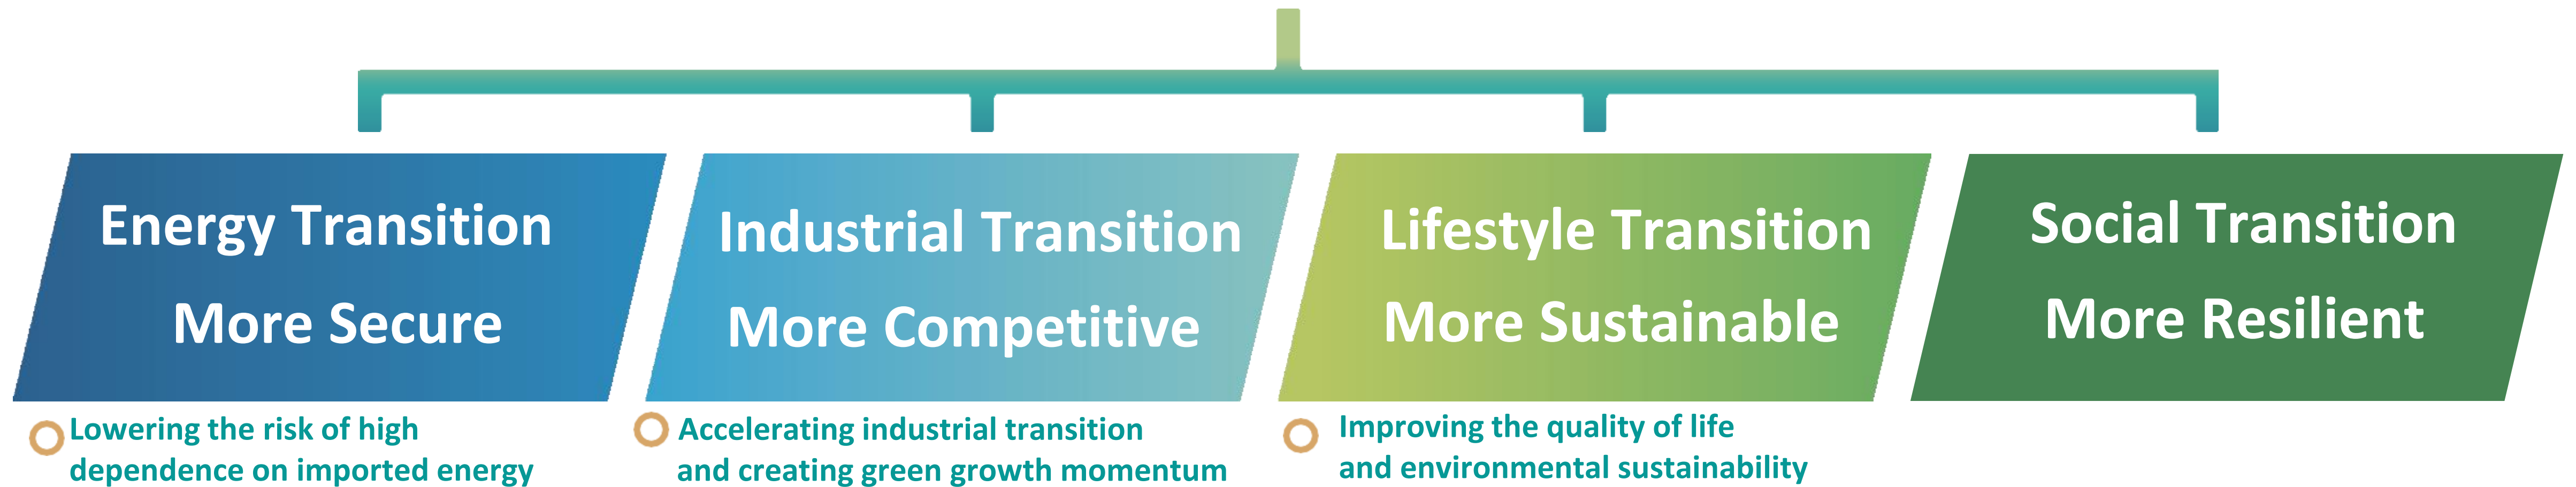 Energy Transition
More Secure
Lowering the risk of high
dependence on imported energy
Industrial Transition
More Competitive
Accelerating industrial transition
and creating green growth momentum
Lifestyle Transition
More Sustainable
Improving the quality of life
and environmental sustainability
Social Transition
More Resilient